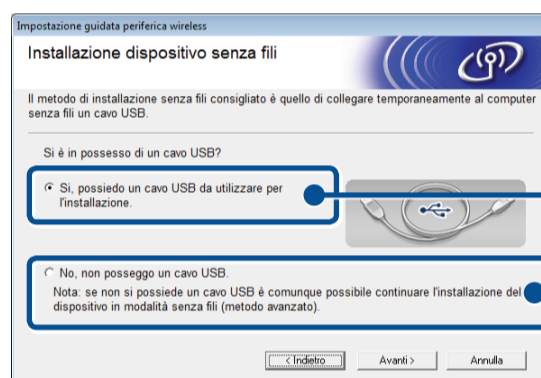 Impostazione guidata periferica wireless
Installazione dispositivo senza fili
Il metodo di installazione senza fili consigliato è quello di collegare temporaneamente al computer
senza fili un cavo USB.
Si è in possesso di un cavo USB?
Si, possiedo un cavo USB da utilizzare per
l'installazione.
No, non posseggo un cavo USB.
Nota: se non si possiede un cavo USB è comunque possibile continuare l'installazione del
dispositivo in modalità senza fili (metodo avanzato).
< Indietro Avanti > Annulla